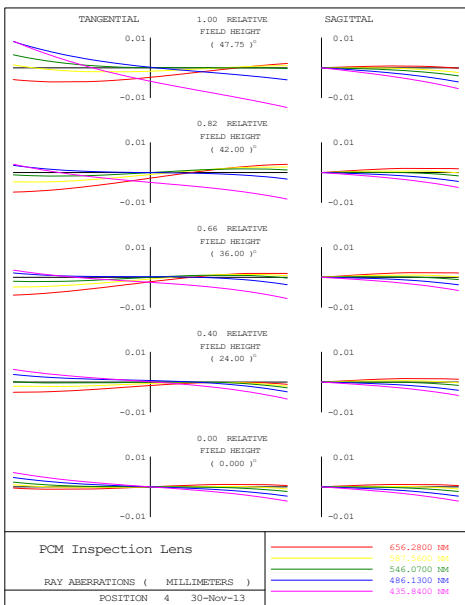 TANGENTIAL 1.00 RELATIVE SAGITTAL
FIELD HEIGHT
( 47.75 )°
0.01 0.01
-0.01 -0.01
0.82 RELATIVE
FIELD HEIGHT
( 42.00 )°
0.01 0.01
-0.01 -0.01
0.66 RELATIVE
FIELD HEIGHT
( 36.00 )°
0.01 0.01
-0.01 -0.01
0.40 RELATIVE
FIELD HEIGHT
( 24.00 )°
0.01 0.01
-0.01 -0.01
0.00 RELATIVE
FIELD HEIGHT
( 0.000 )°
0.01 0.01
-0.01 -0.01
PCM Inspection Lens
RAY ABERRATIONS ( MILLIMETERS )
POSITION 4 30-Nov-13
656.2800 NM
NM
546.0700 NM
486.1300 NM
435.8400 NM